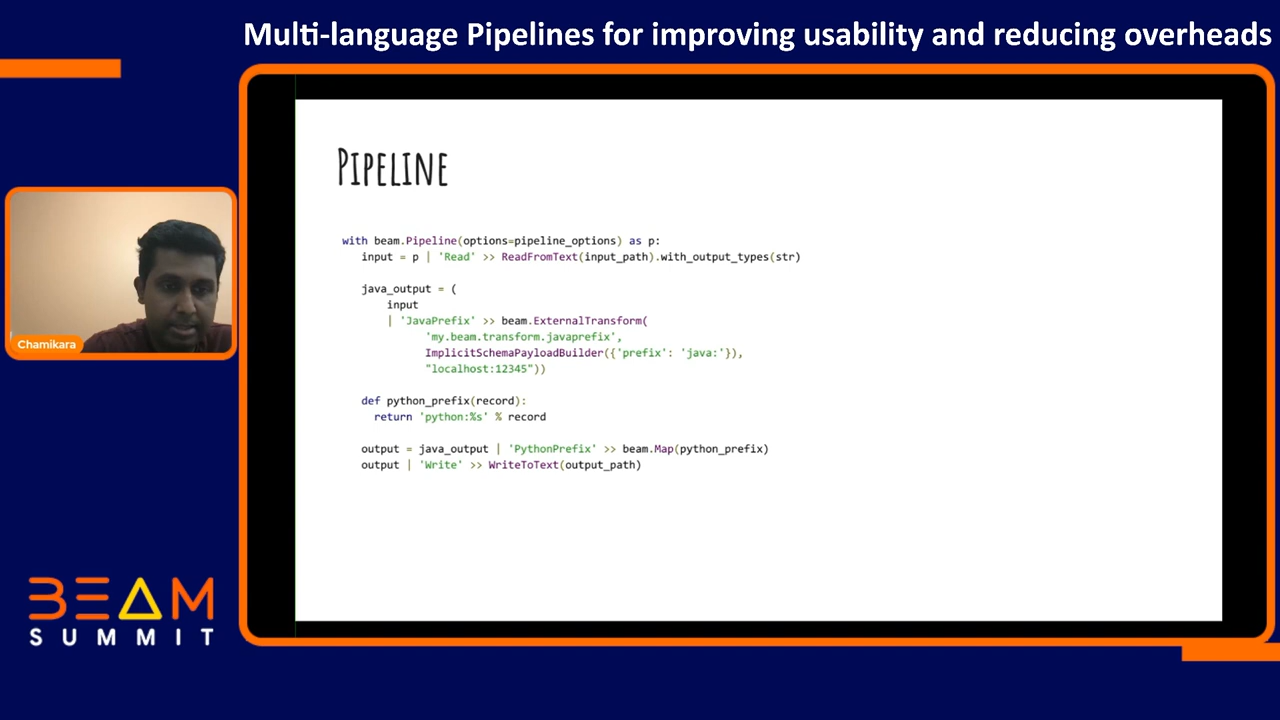 Multi-language Pipelines for improving usability and reducing overheads
PIPELINE
with beam.Pipeline(options=pipeline_options) as p:
input = p | 'Read' >> ReadFromText(input_path).with_output_types(str)
java_output = (
input
| 'JavaPrefix' >> beam.ExternalTransform(
'my.beam.transform.javaprefix',
ImplicitSchemaPayloadBuilder({'prefix': 'java:'}),
"localhost:12345"))
def python_prefix(record):
return 'python:%s' % record
output = java_output | 'PythonPrefix' >> beam.Map(python_prefix)
output | 'Write' >> WriteToText(output_path)
Chamikara
BEAM
SUMMIT